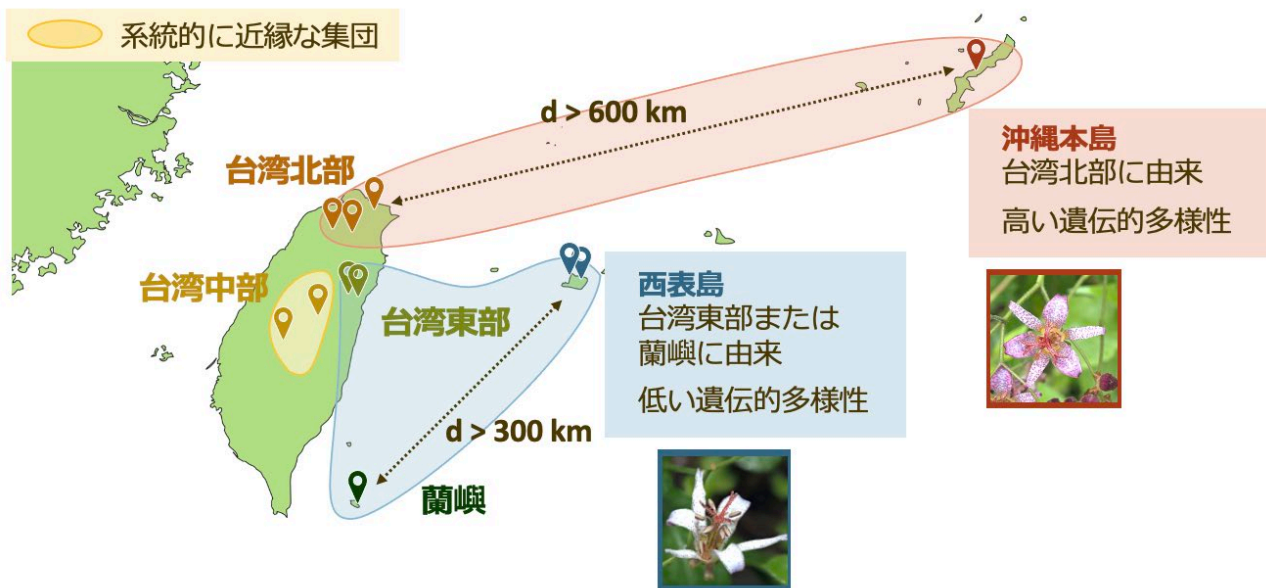 系統的に近縁な集団
d > 600 km
台湾北部
沖縄本島
台湾北部に由来
高い遺伝的多様性
台湾中部
台湾東部
西表島
台湾東部または
蘭嶼に由来
低い遺伝的多様性
d > 300 km
蘭嶼